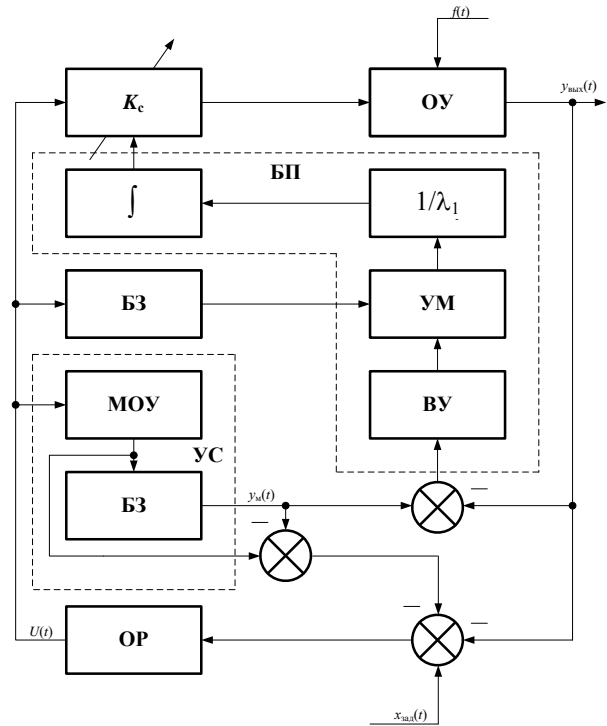 f(t)
yвых(t)
Kс
ОУ
БП
∫
1/λ1
БЗ
УМ
МОУ
ВУ
УС
БЗ
yм(t)
—
—
—
—
—
U(t)
ОР
xзад(t)